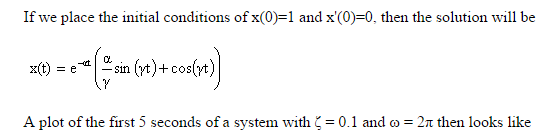 If we place the initial conditions of x(0)=1 and x'(0)=0, then the solution will be
x(t) = e^-αt (α/γ sin (γt) + cos(γt))
A plot of the first 5 seconds of a system with ζ = 0.1 and ω = 2π then looks like